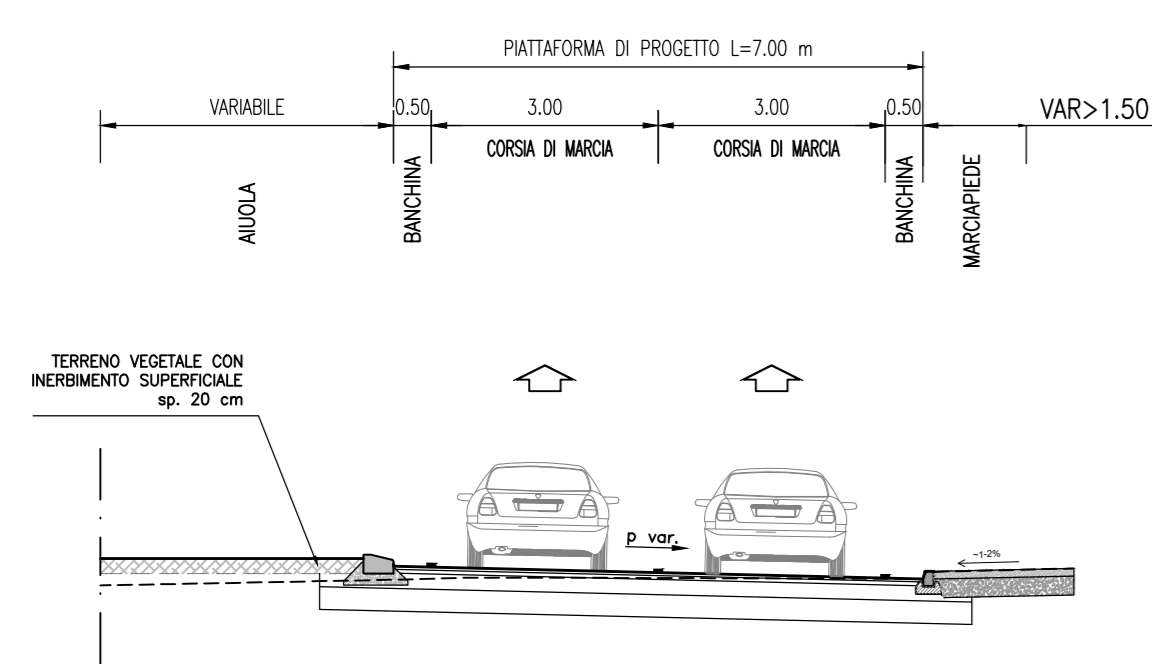 PIATTAFORMA DI PROGETTO L=7.00 m
VARIABILE
0.50
3.00
3.00
0.50
VAR>1.50
CORSIA DI MARCIA
CORSIA DI MARCIA
AIUOLA
BANCHINA
BANCHINA
MARCIAPIEDE
TERRENO VEGETALE CON
INERBIMENTO SUPERFICIALE
sp. 20 cm
p var.
~1-2%